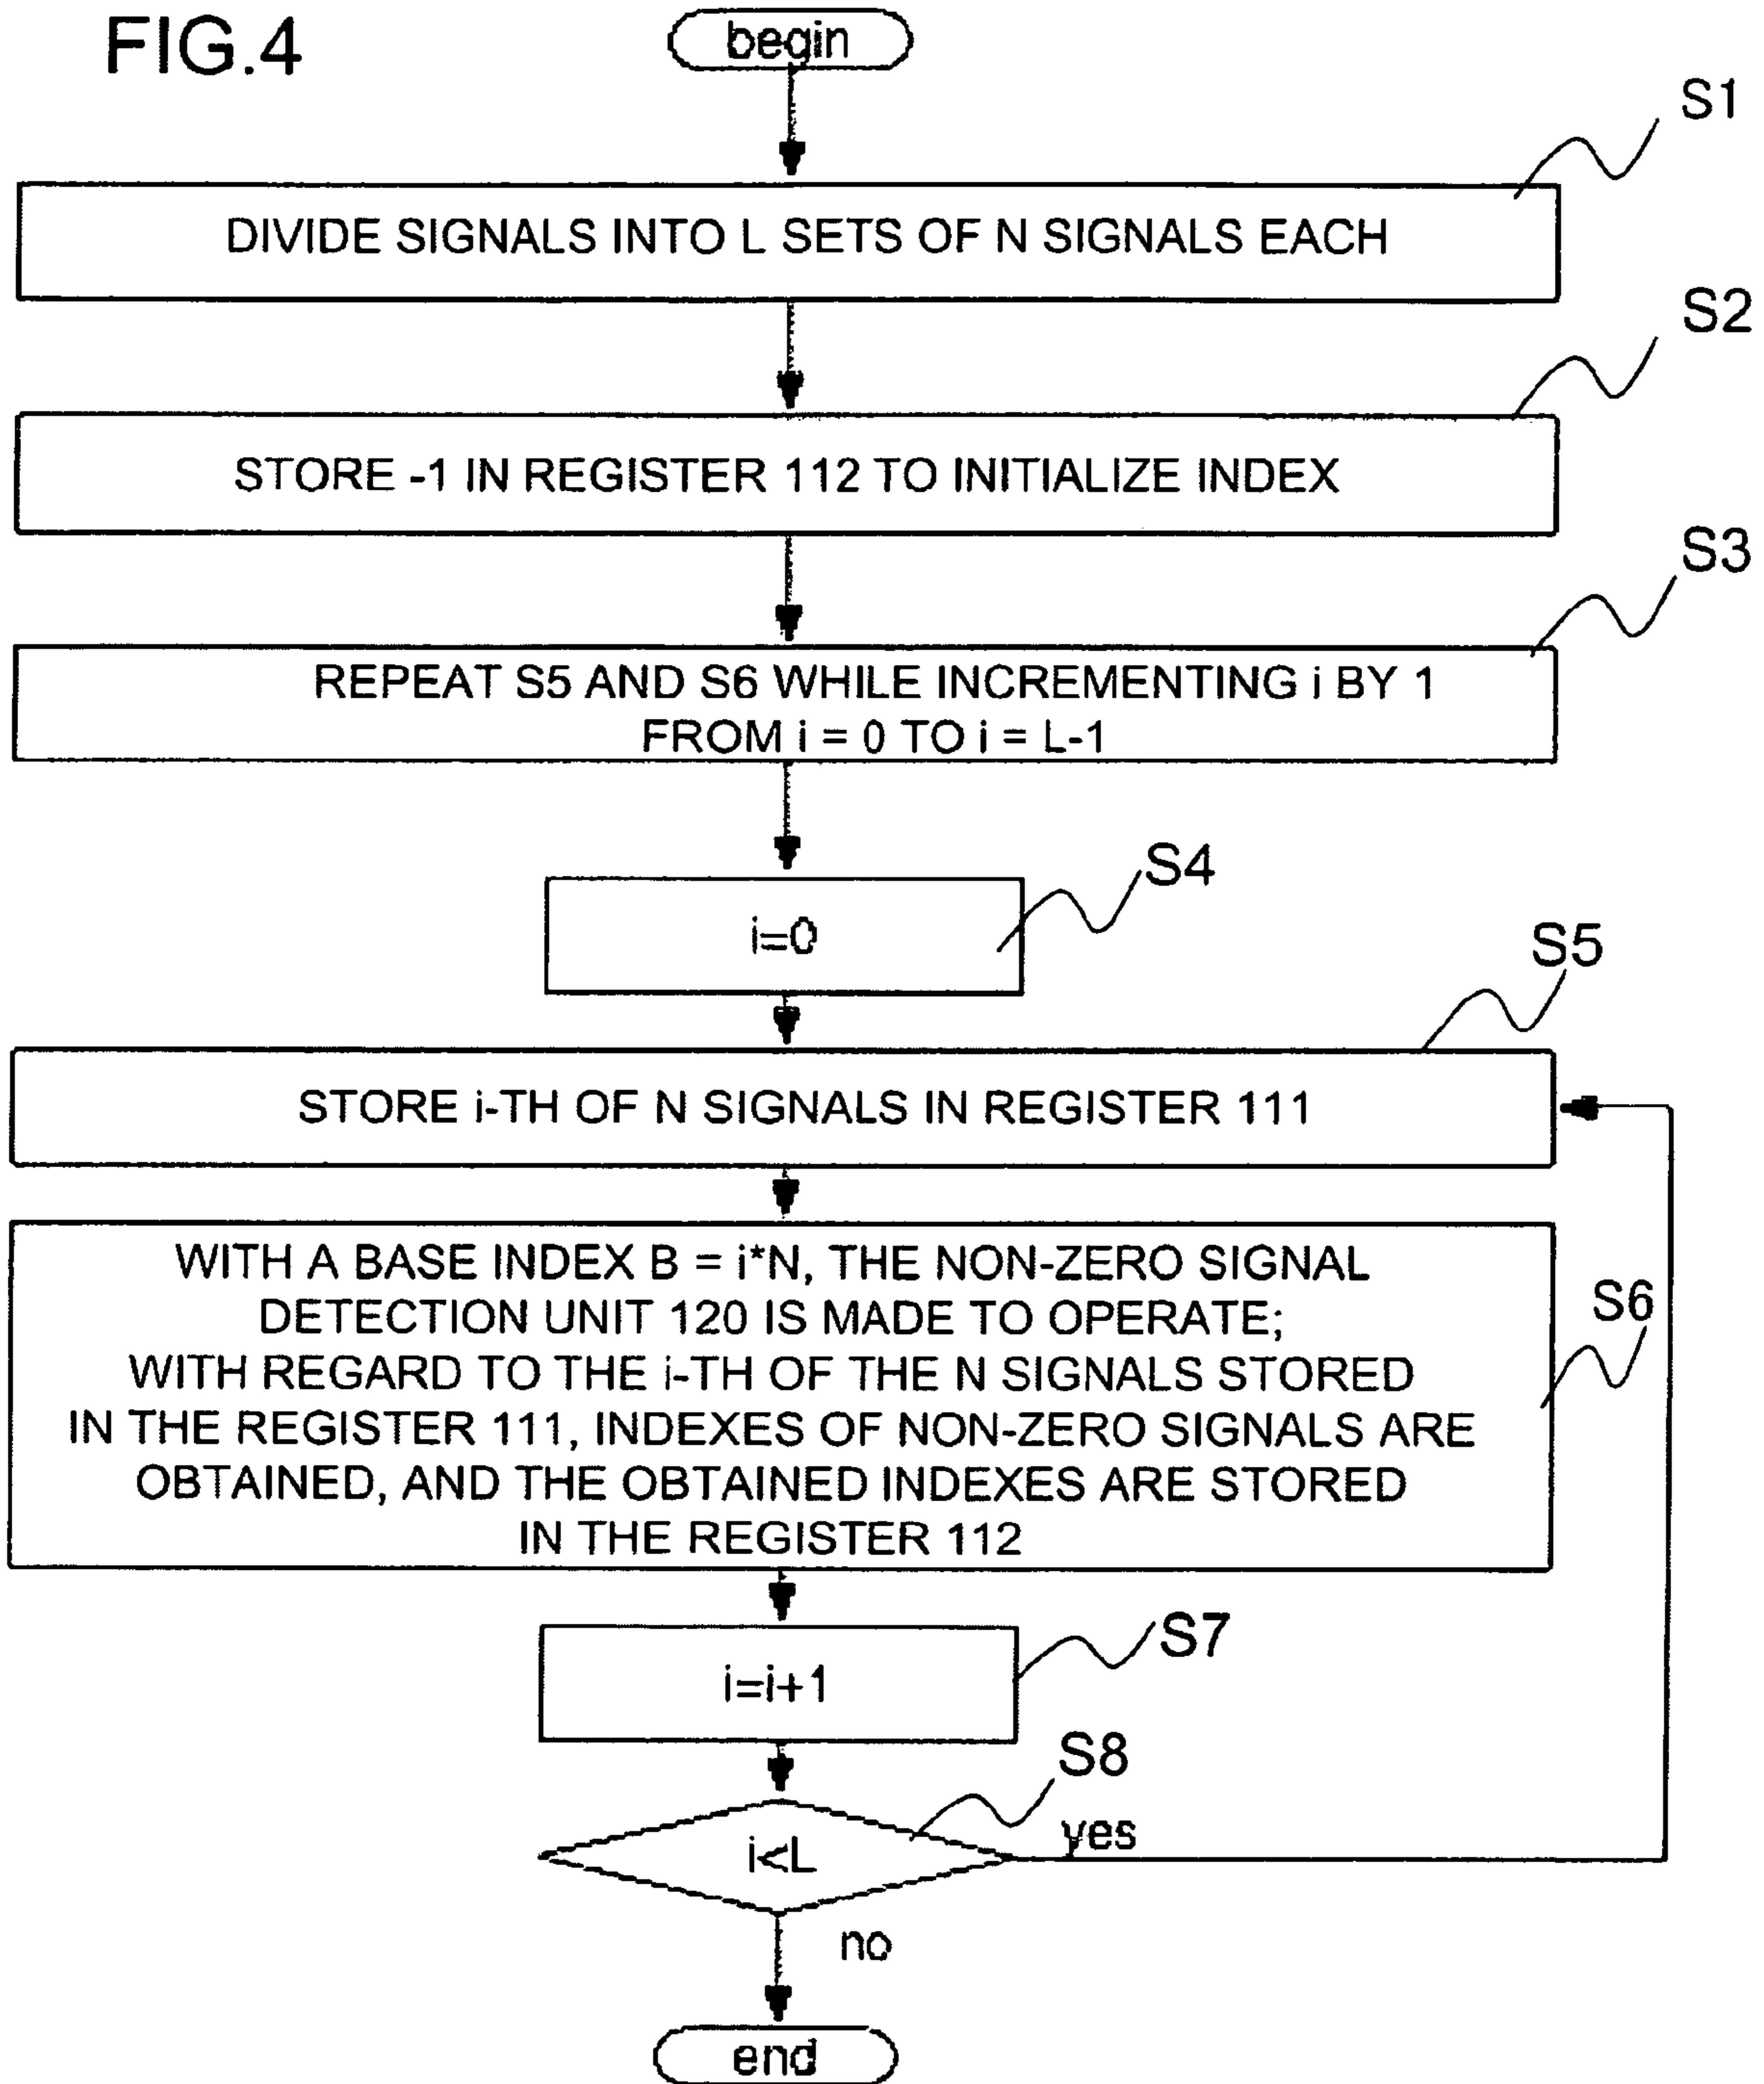 FIG.4
begin
S1
DIVIDE SIGNALS INTO L SETS OF N SIGNALS EACH
S2
STORE -1 IN REGISTER 112 TO INITIALIZE INDEX
S3
REPEAT S5 AND S6 WHILE INCREMENTING i BY 1
FROM i = 0 TO i = L-1
S4
i=0
S5
STORE i-TH OF N SIGNALS IN REGISTER 111
WITH A BASE INDEX B = i*N, THE NON-ZERO SIGNAL
DETECTION UNIT 120 IS MADE TO OPERATE;
WITH REGARD TO THE i-TH OF THE N SIGNALS STORED
IN THE REGISTER 111, INDEXES OF NON-ZERO SIGNALS ARE
OBTAINED, AND THE OBTAINED INDEXES ARE STORED
IN THE REGISTER 112
S6
S7
i=i+1
S8
i<L
yes
no
end